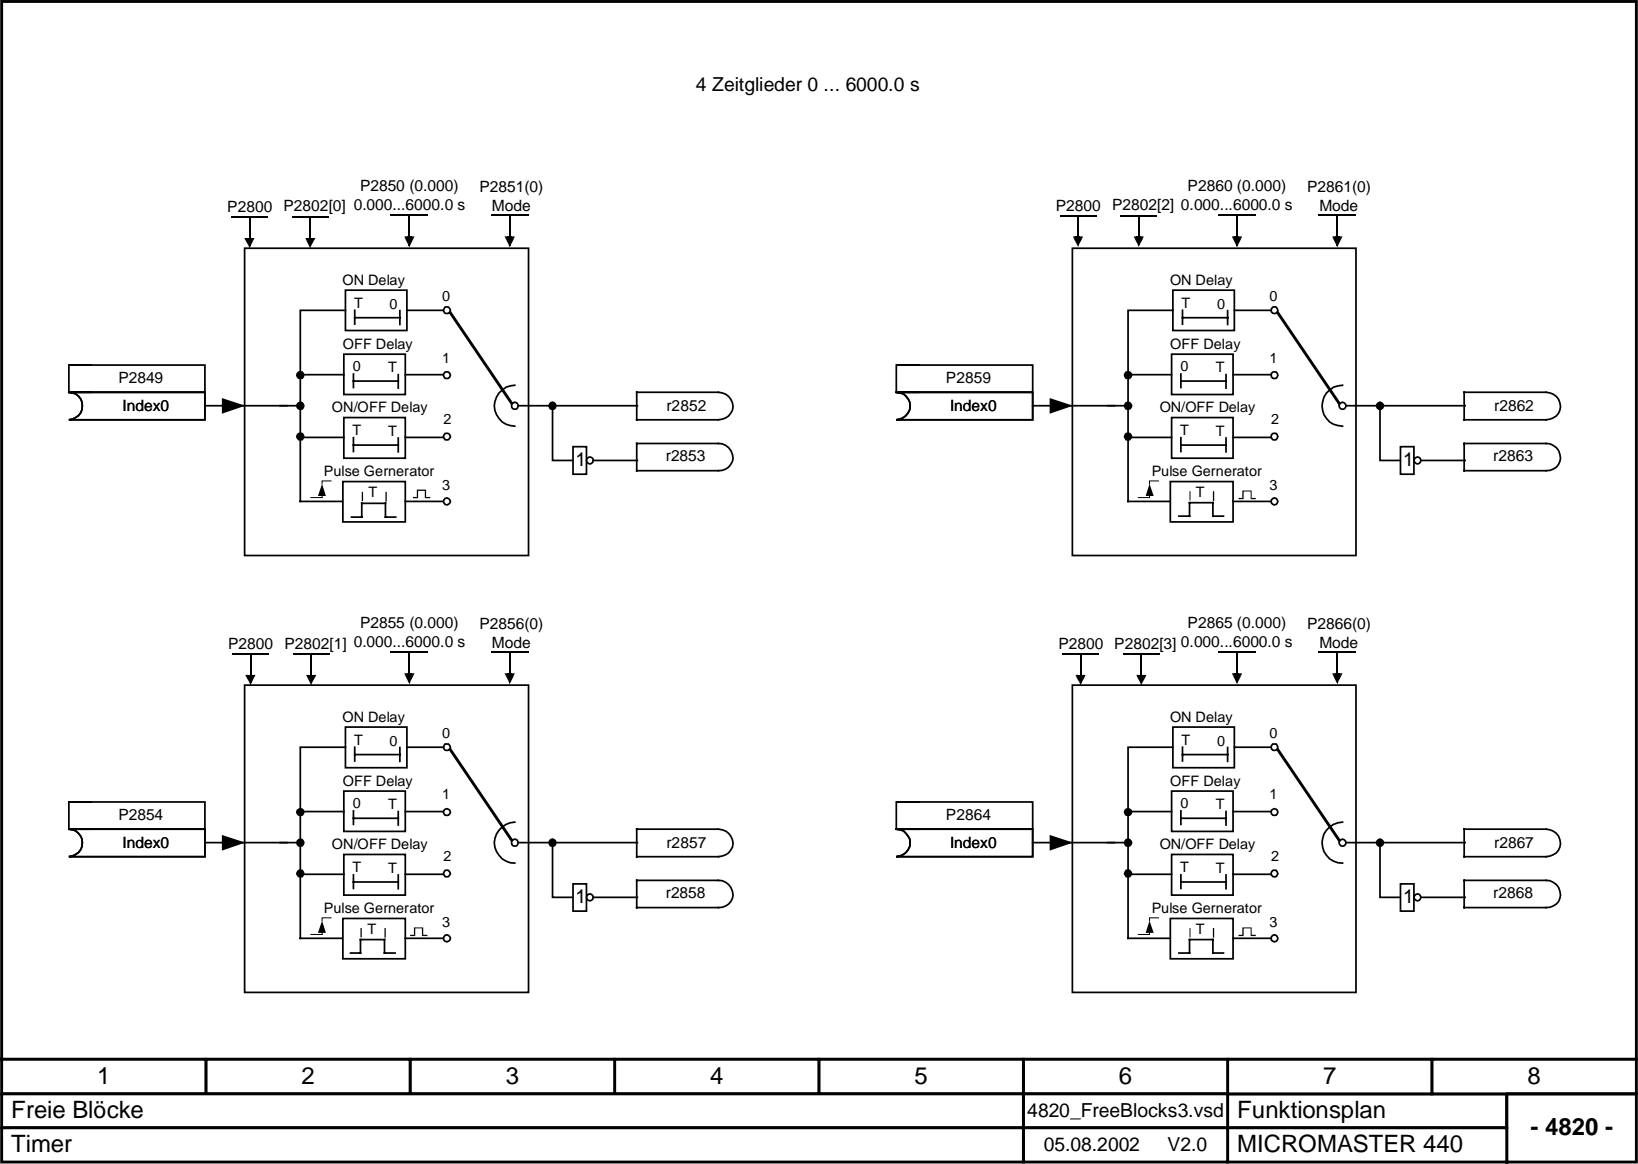 4 Zeitglieder 0 ... 6000.0 s
P2850 (0.000) P2851(0)
P2800 P2802[0] 0.000...6000.0 s Mode
ON Delay
T 0 0
OFF Delay
0 T 1
P2849
Index0
ON/OFF Delay
T T 2
Pulse Gernerator
T 3
r2852
1 r2853
P2860 (0.000) P2861(0)
P2800 P2802[2] 0.000...6000.0 s Mode
ON Delay
T 0 0
OFF Delay
0 T 1
P2859
Index0
ON/OFF Delay
T T 2
Pulse Gernerator
T 3
r2862
1 r2863
P2855 (0.000) P2856(0)
P2800 P2802[1] 0.000...6000.0 s Mode
ON Delay
T 0 0
OFF Delay
0 T 1
P2854
Index0
ON/OFF Delay
T T 2
Pulse Gernerator
T 3
r2857
1 r2858
P2865 (0.000) P2866(0)
P2800 P2802[3] 0.000...6000.0 s Mode
ON Delay
T 0 0
OFF Delay
0 T 1
P2864
Index0
ON/OFF Delay
T T 2
Pulse Gernerator
T 3
r2867
1 r2868
1 2 3 4 5 6 7 8
Freie Blöcke 4820_FreeBlocks3.vsd Funktionsplan
- 4820 -
Timer 05.08.2002 V2.0 MICROMASTER 440